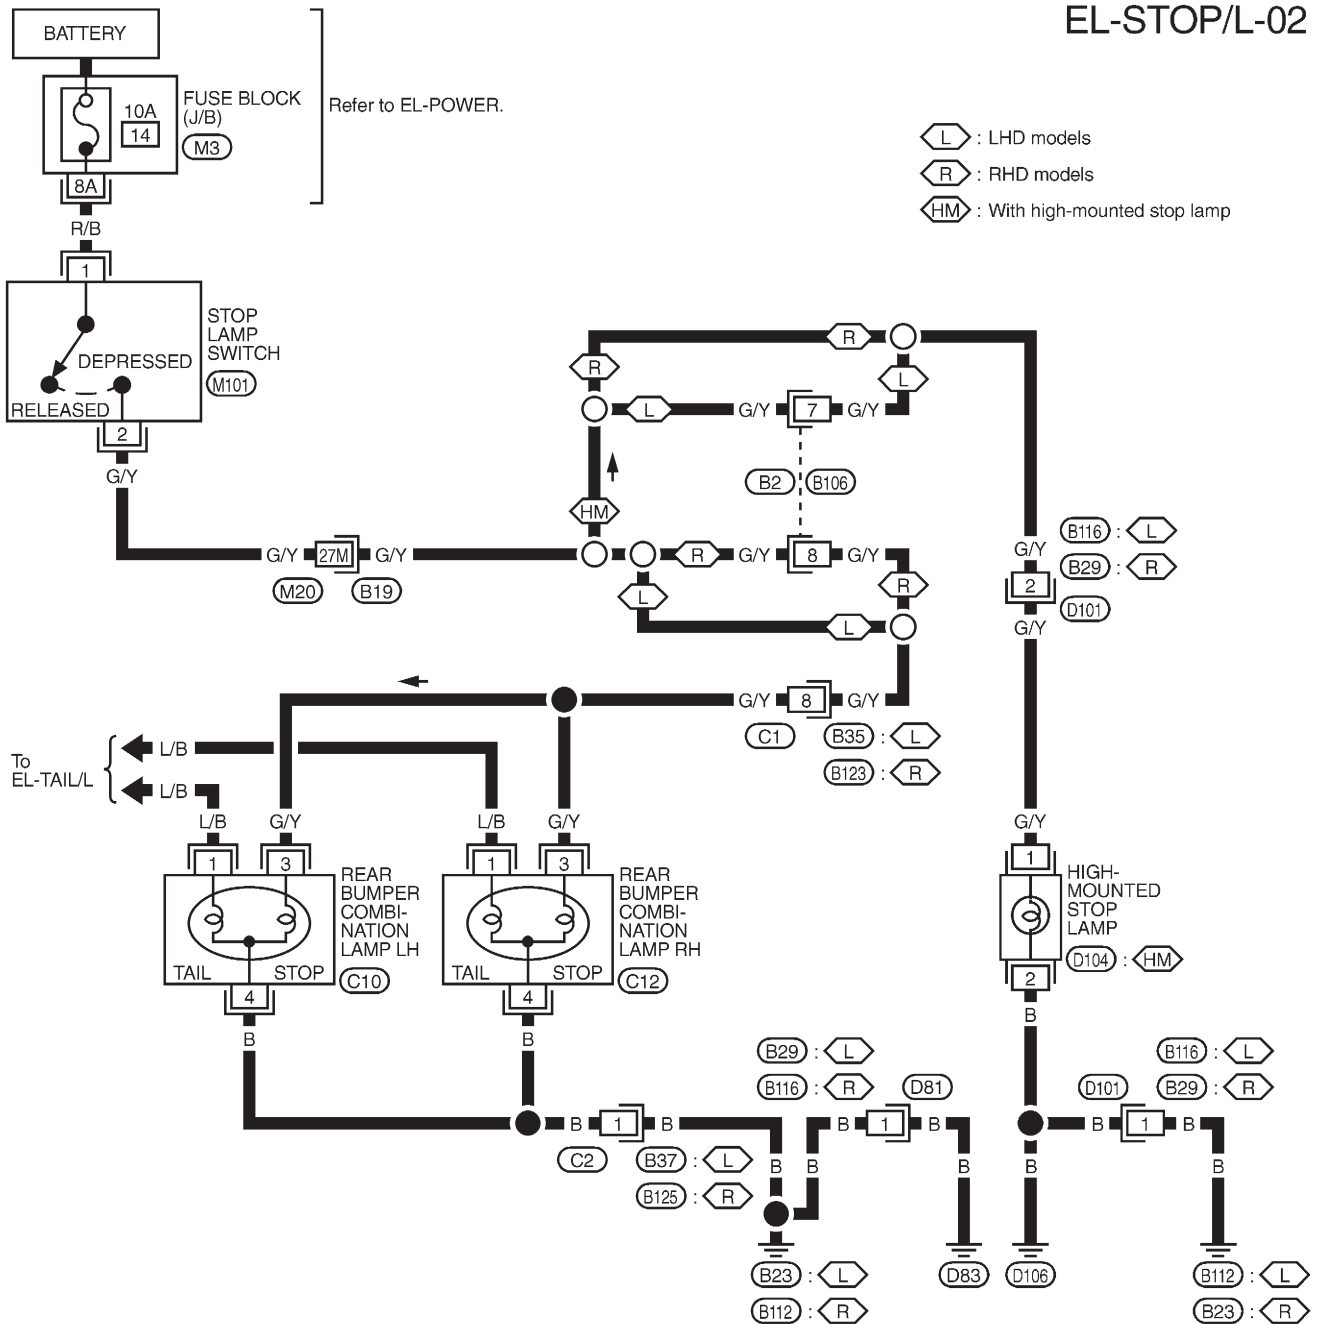 EL-STOP/L-02
BATTERY
10A
14
FUSE BLOCK
(J/B)
M3
Refer to EL-POWER.
8A
R/B
L : LHD models
R : RHD models
HM : With high-mounted stop lamp
1
STOP
LAMP
SWITCH
M101
DEPRESSED
RELEASED
2
G/Y
G/Y 27M G/Y
M20 B19
R
R
L
L G/Y 7 G/Y
B2 B106
HM
R G/Y 8 G/Y
R
L
L
B116 : L
G/Y
B29 : R
2
D101
G/Y
G/Y 8 G/Y
C1 B35 : L
B123 : R
To
EL-TAIL/L
L/B
L/B
L/B G/Y L/B G/Y G/Y
1 3 1 3 1
REAR
BUMPER
COMBI-
NATION
LAMP LH
C10
TAIL STOP
REAR
BUMPER
COMBI-
NATION
LAMP RH
C12
TAIL STOP
HIGH-
MOUNTED
STOP
LAMP
D104 : HM
4 4 2
B B B
B29 : L
B116 : R D81
B116 : L
D101 B29 : R
B 1 B B 1 B B 1 B
C2 B37 : L
B125 : R
B B B B B
B23 : L
B112 : R
D83 D106
B112 : L
B23 : R